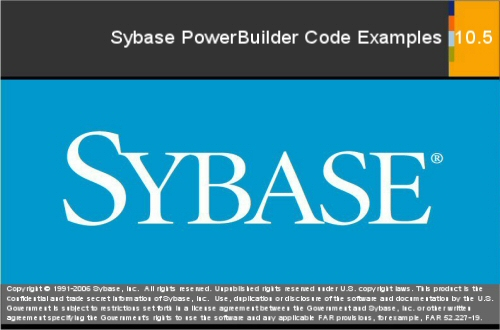 Sybase PowerBuilder Code Examples 10.5
SYBASE®
Copyright © 1991-2006 Sybase, Inc. All rights reserved. Unpublished rights reserved under U.S. copyright laws. This product is the
confidential and trade secret information of Sybase, Inc. Use, duplication or disclosure of the software and documentation by the U.S.
Government is subject to restrictions set forth in a license agreement between the Government and Sybase, Inc. or other written
agreement specifying the Government's rights to use the software and any applicable FAR provisions, for example, FAR 52.227-19.